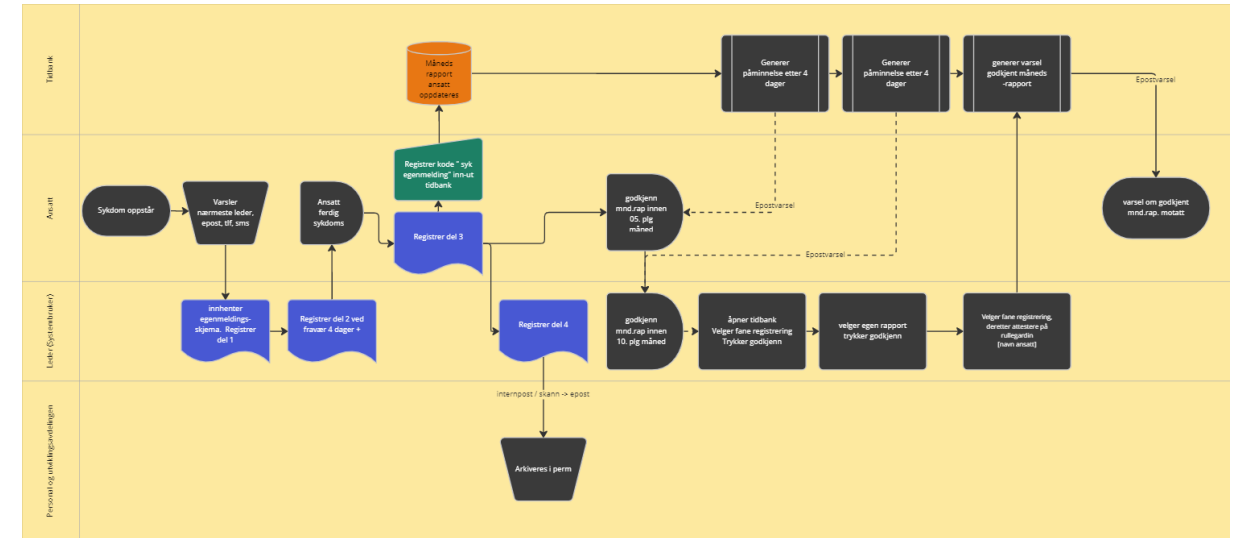 Tidbank
Måneds
rapport
ansatt
oppdateres
Generer
påminnelse etter 4
dager
Generer
påminnelse etter 4
dager
generer varsel
godkjent måneds
-rapport
Epostvarsel
Ansatt
Sykdom oppstår
Varsler
nærmeste leder,
epost, tlf, sms
Ansatt
ferdig
sykdoms
Registrer kode " syk
egenmelding" inn-ut
tidbank
Registrer del 3
godkjenn
mnd.rap innen
05. plg
måned
Epostvarsel
Epostvarsel
varsel om godkjent
mnd.rap. motatt
Leder(Systembruker)
innhenter
egenmeldings-
skjema. Registrer
del 1
Registrer del 2 ved
fravær 4 dager +
Registrer del 4
godkjenn
mnd.rap innen
10. plg måned
åpner tidbank
Velger fane registrering
Trykker godkjenn
velger egen rapport
trykker godkjenn
Velger fane registrering,
deretter attestere på
rullegardin
[navn ansatt]
Personal og utviklingsavdelingen
internpost / skann -> epost
Arkiveres i perm